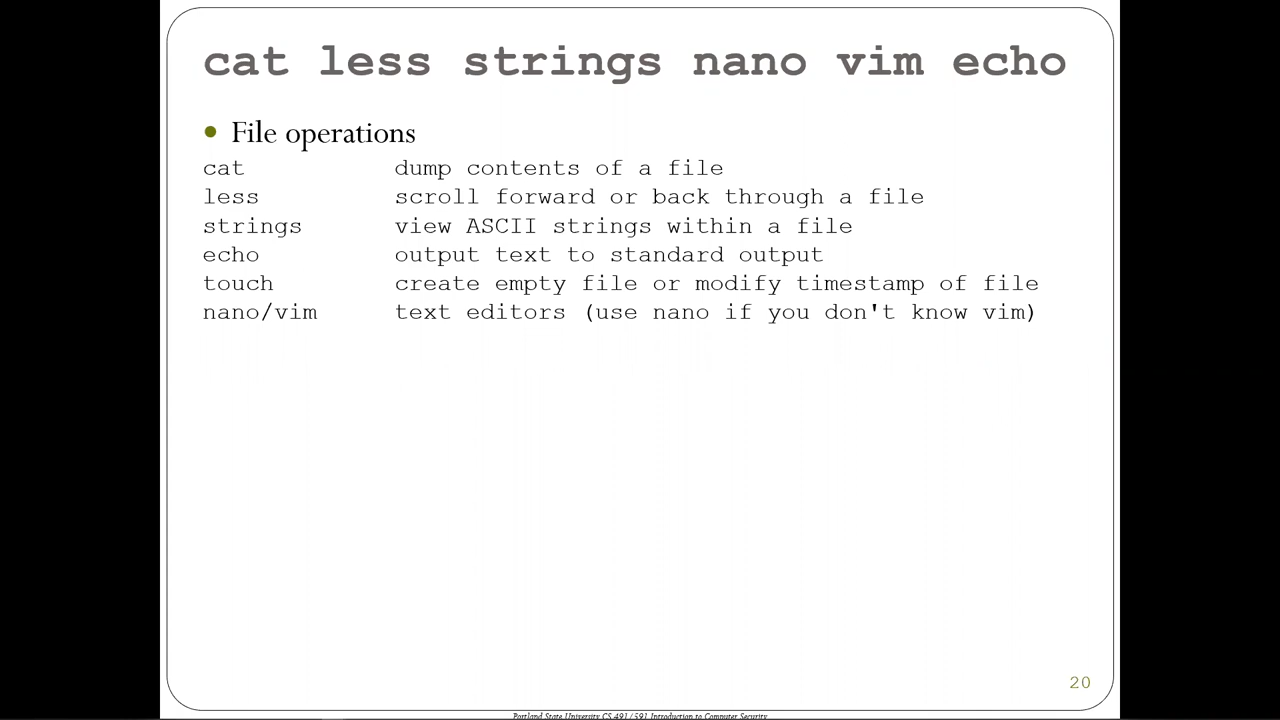 cat less strings nano vim echo
• File operations
cat dump contents of a file
less scroll forward or back through a file
strings view ASCII strings within a file
echo output text to standard output
touch create empty file or modify timestamp of file
nano/vim text editors (use nano if you don't know vim)
20
Portland State University CS 491/591 Introduction to Computer Security